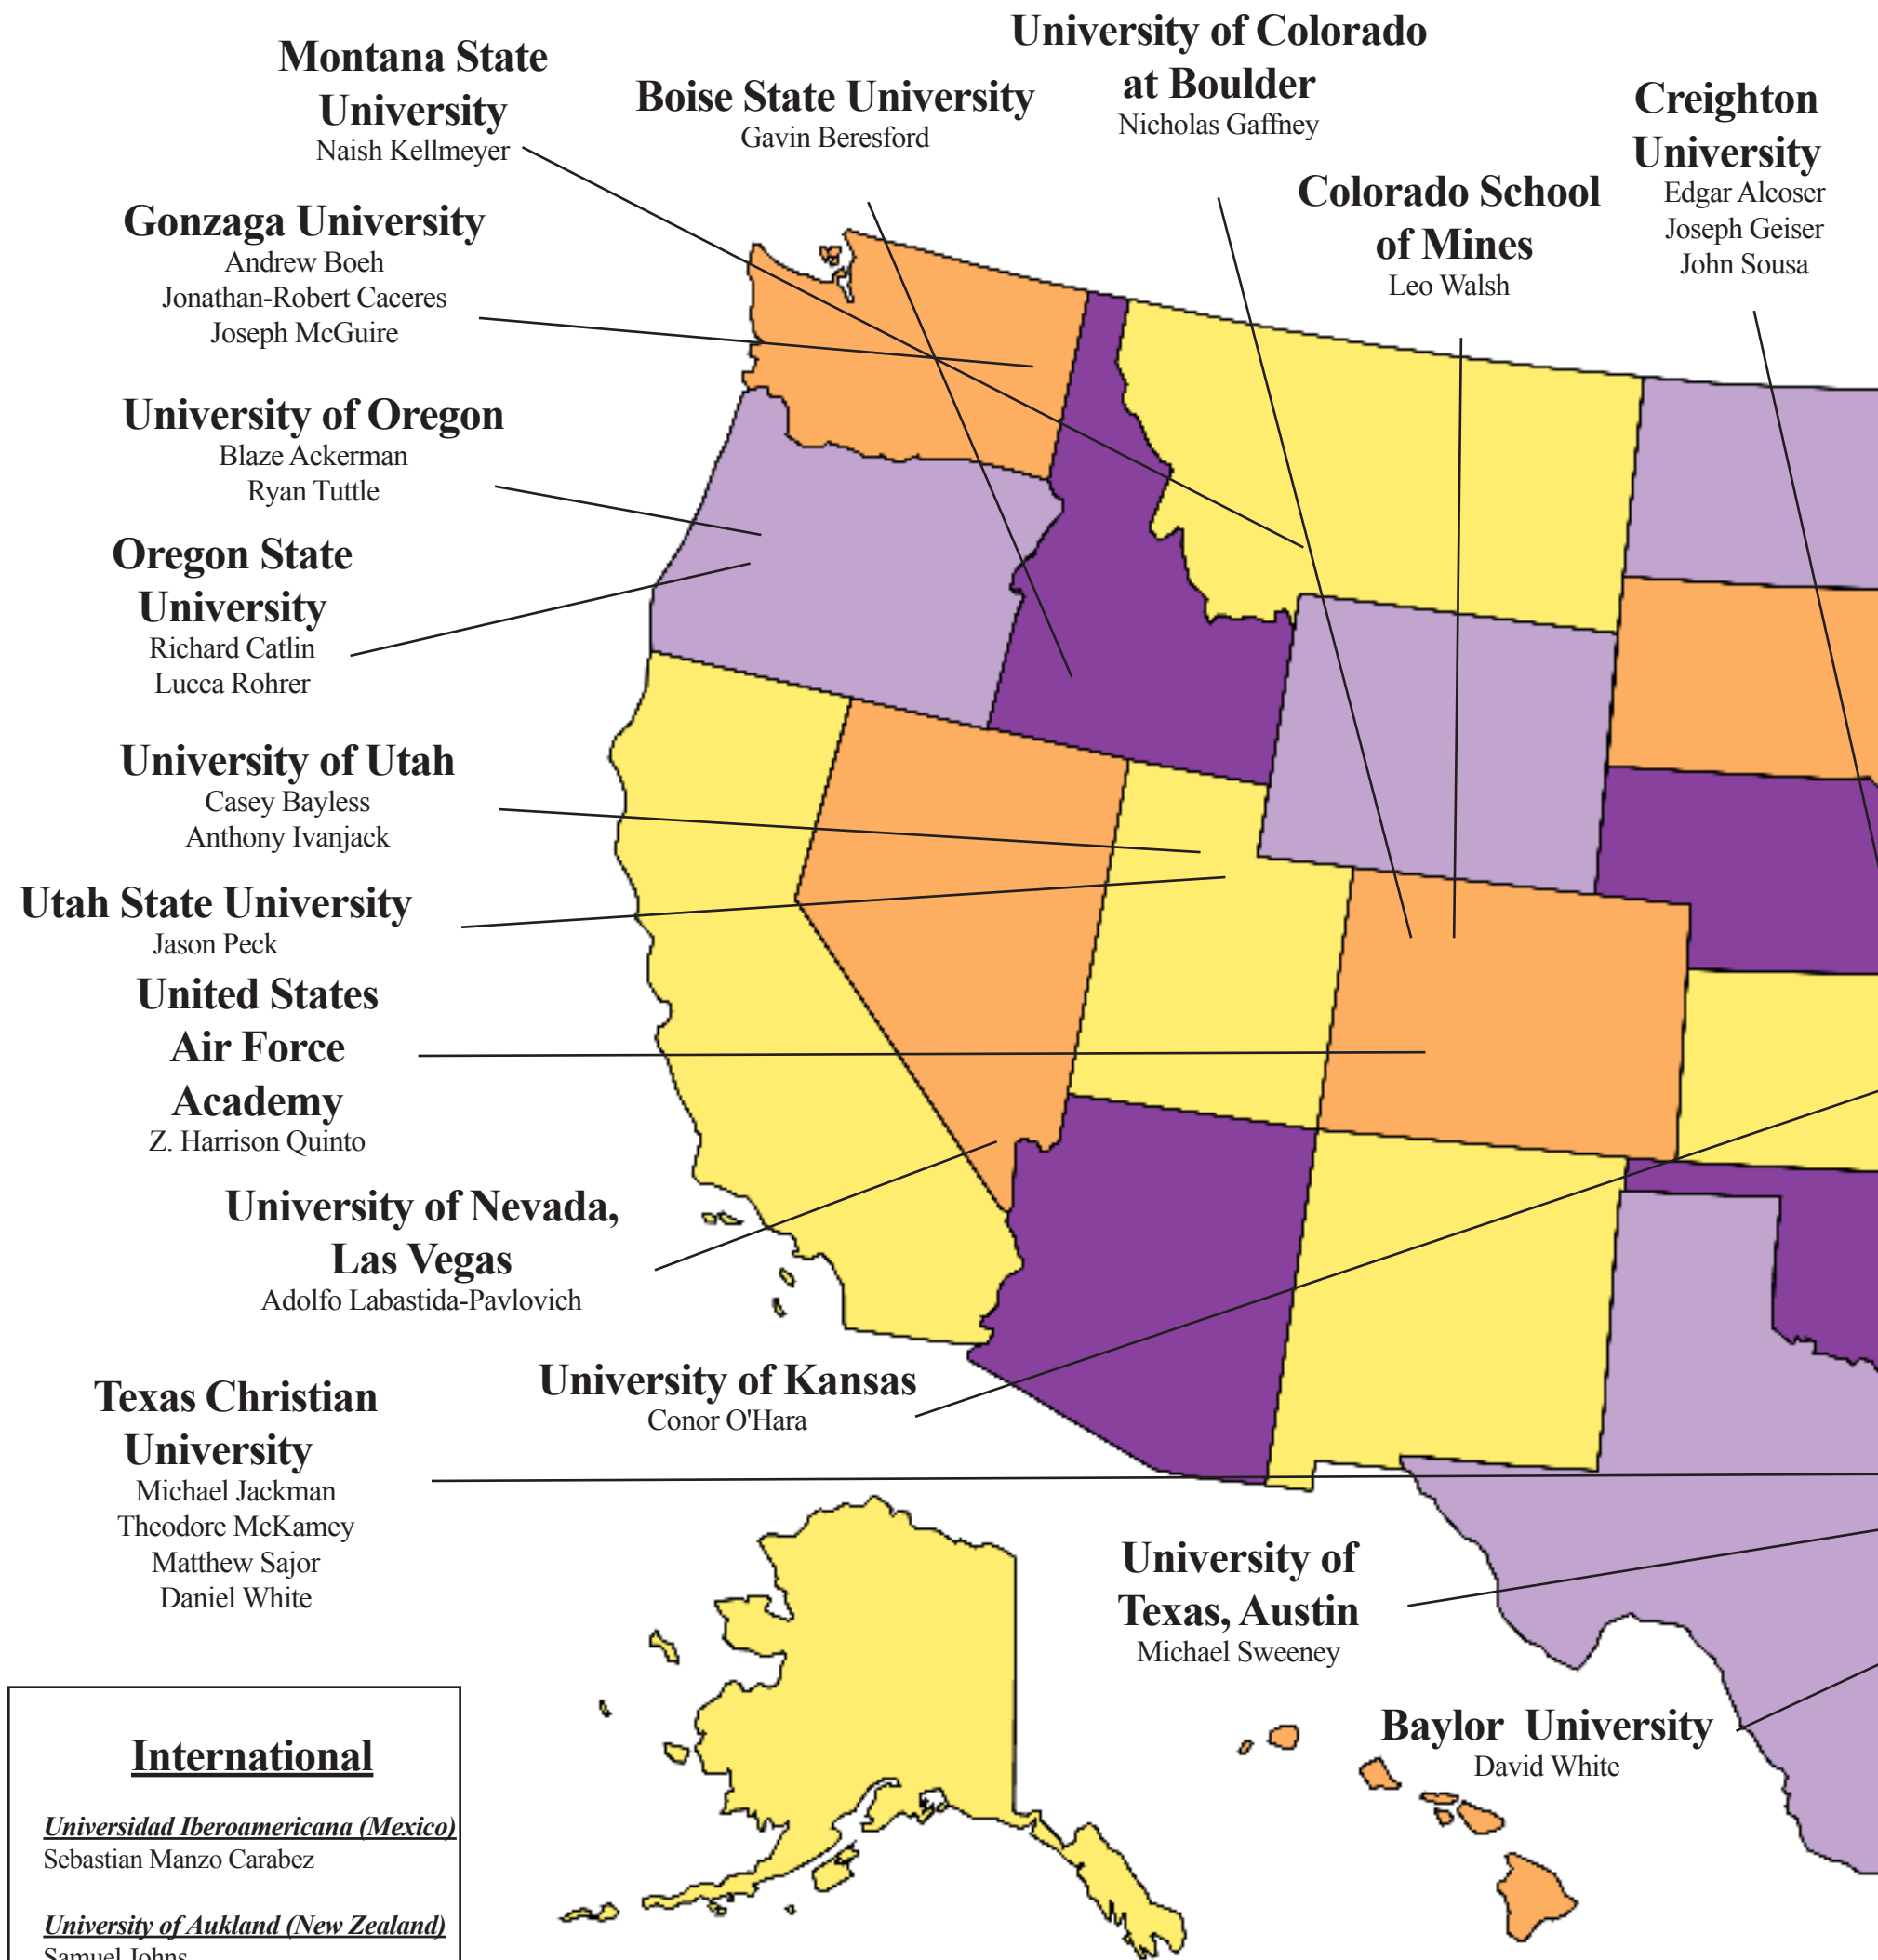 Montana State
University
Naish Kellmeyer
Boise State University
Gavin Beresford
University of Colorado
at Boulder
Nicholas Gaffney
Colorado School
of Mines
Leo Walsh
Creighton
University
Edgar Alcoser
Joseph Geiser
John Sousa
Gonzaga University
Andrew Boeh
Jonathan-Robert Caceres
Joseph McGuire
University of Oregon
Blaze Ackerman
Ryan Tuttle
Oregon State
University
Richard Catlin
Lucca Rohrer
University of Utah
Casey Bayless
Anthony Ivanjack
Utah State University
Jason Peck
United States
Air Force
Academy
Z. Harrison Quinto
University of Nevada,
Las Vegas
Adolfo Labastida-Pavlovich
University of Kansas
Conor O'Hara
Texas Christian
University
Michael Jackman
Theodore McKamey
Matthew Sajor
Daniel White
University of
Texas, Austin
Michael Sweeney
Baylor University
David White
International
Universidad Iberoamericana (Mexico)
Sebastian Manzo Carabez
University of Aukland (New Zealand)
Samuel Johns